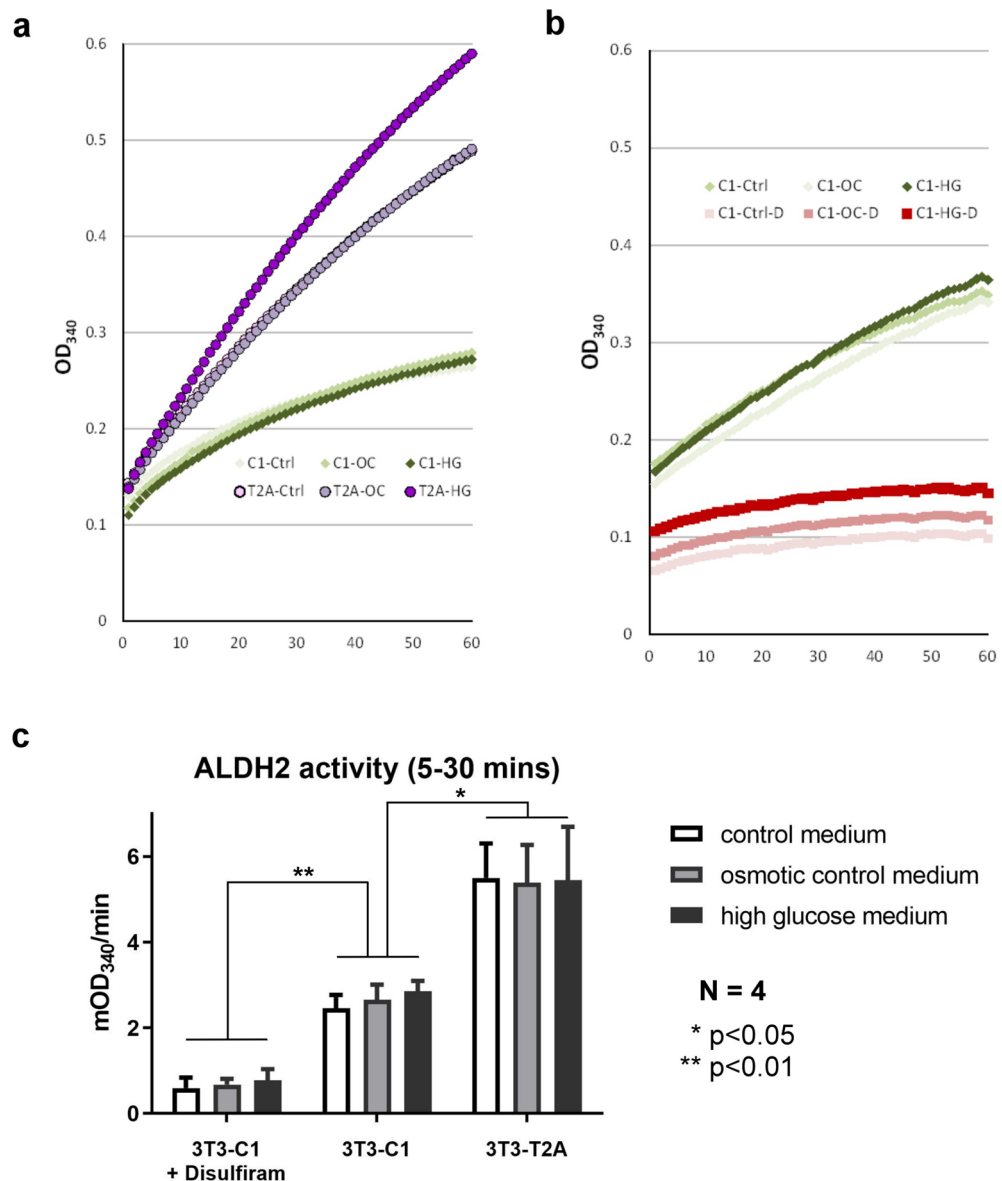 a
0.6
0.5
0.4
0.3
0.2
0.1
0
OD340
C1-Ctrl C1-OC C1-HG
T2A-Ctrl T2A-OC T2A-HG
0 10 20 30 40 50 60
b
0.6
0.5
0.4
0.3
0.2
0.1
0
OD340
C1-Ctrl C1-OC C1-HG
C1-Ctrl-D C1-OC-D C1-HG-D
0 10 20 30 40 50 60
c
ALDH2 activity (5-30 mins)
*
**
6
4
2
0
mOD340/min
3T3-C1
+ Disulfiram
3T3-C1
3T3-T2A
control medium
osmotic control medium
high glucose medium
N = 4
* p<0.05
** p<0.01